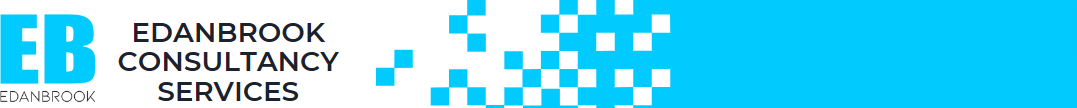 EB
EDANBROOK
EDANBROOK
CONSULTANCY
SERVICES